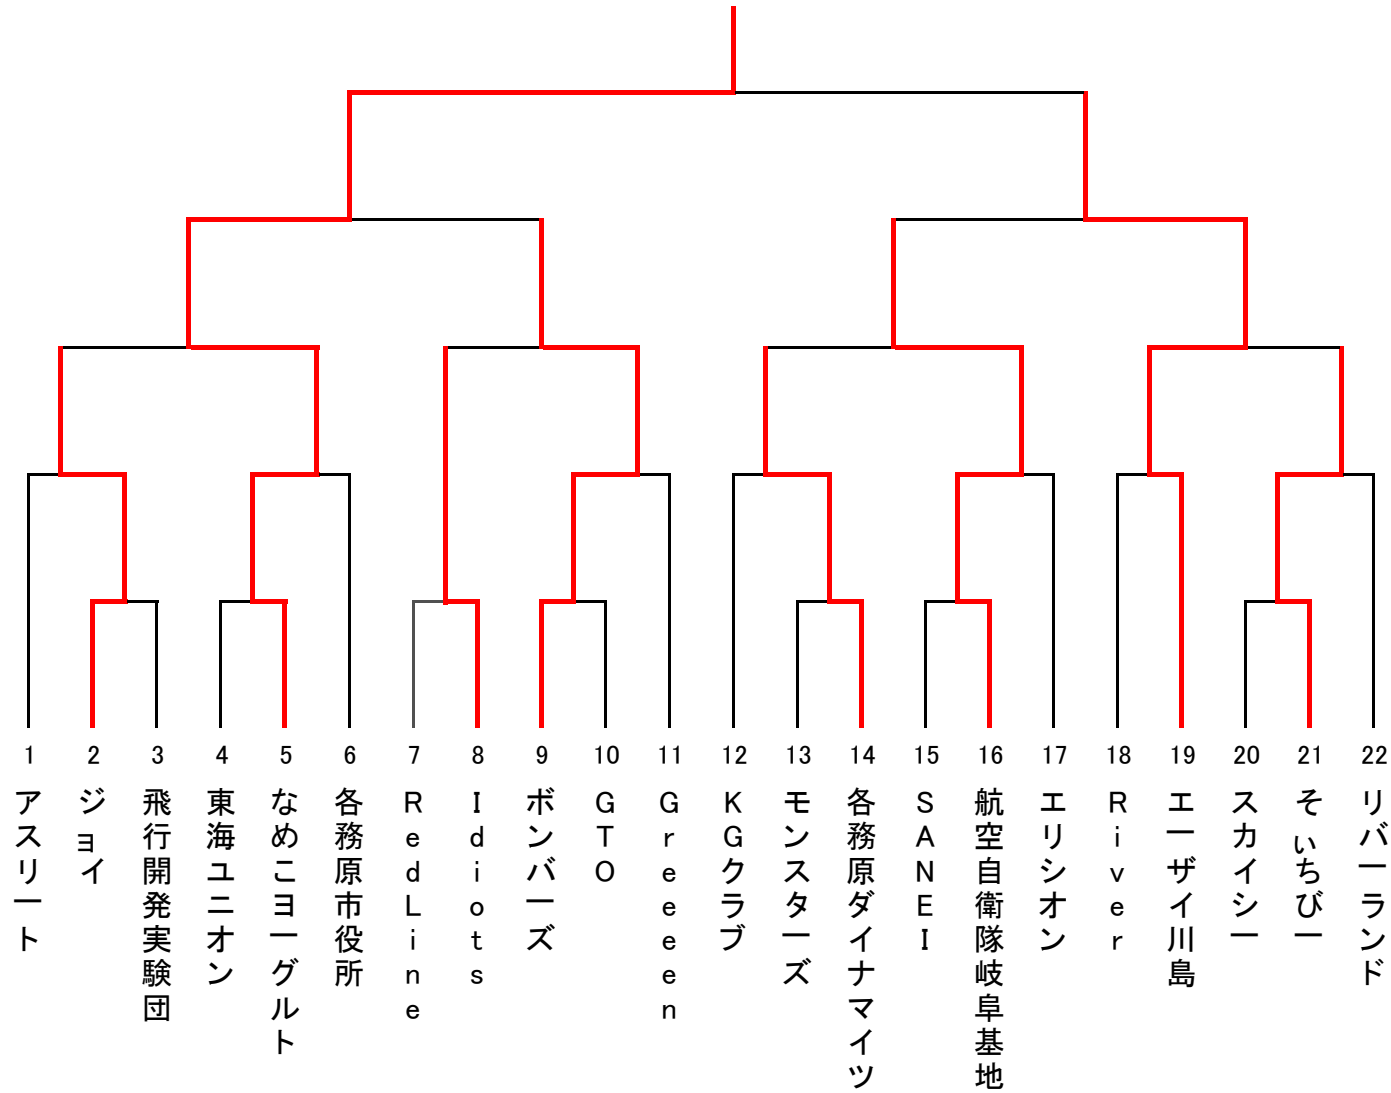 1
2
3
4
5
6
7
8
9
10
11
12
13
14
15
16
17
18
19
20
21
22
アスリート
ジョイ
飛行開発実験団
東海ユニオン
なめこヨーグルト
各務原市役所
RedLine
Idiots
ボンバーズ
GTO
Greeeen
KGクラブ
モンスターズ
各務原ダイナマイツ
SANEI
航空自衛隊岐阜基地
エリシオン
River
エーザイ川島
スカイシー
そぃちびー
リバーランド